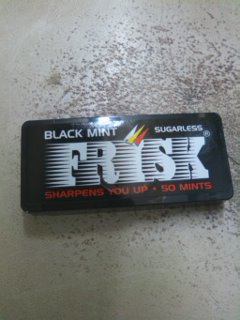 BLACK MINT SUGARLESS
FRISK®
SHARPENS YOU UP • 50 MINTS